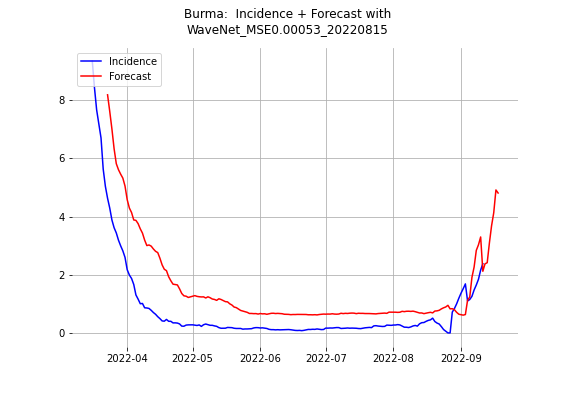 Burma:  Incidence + Forecast with
WaveNet_MSE0.00053_20220815
Incidence
Forecast
8
6
4
2
0
2022-04 2022-05 2022-06 2022-07 2022-08 2022-09